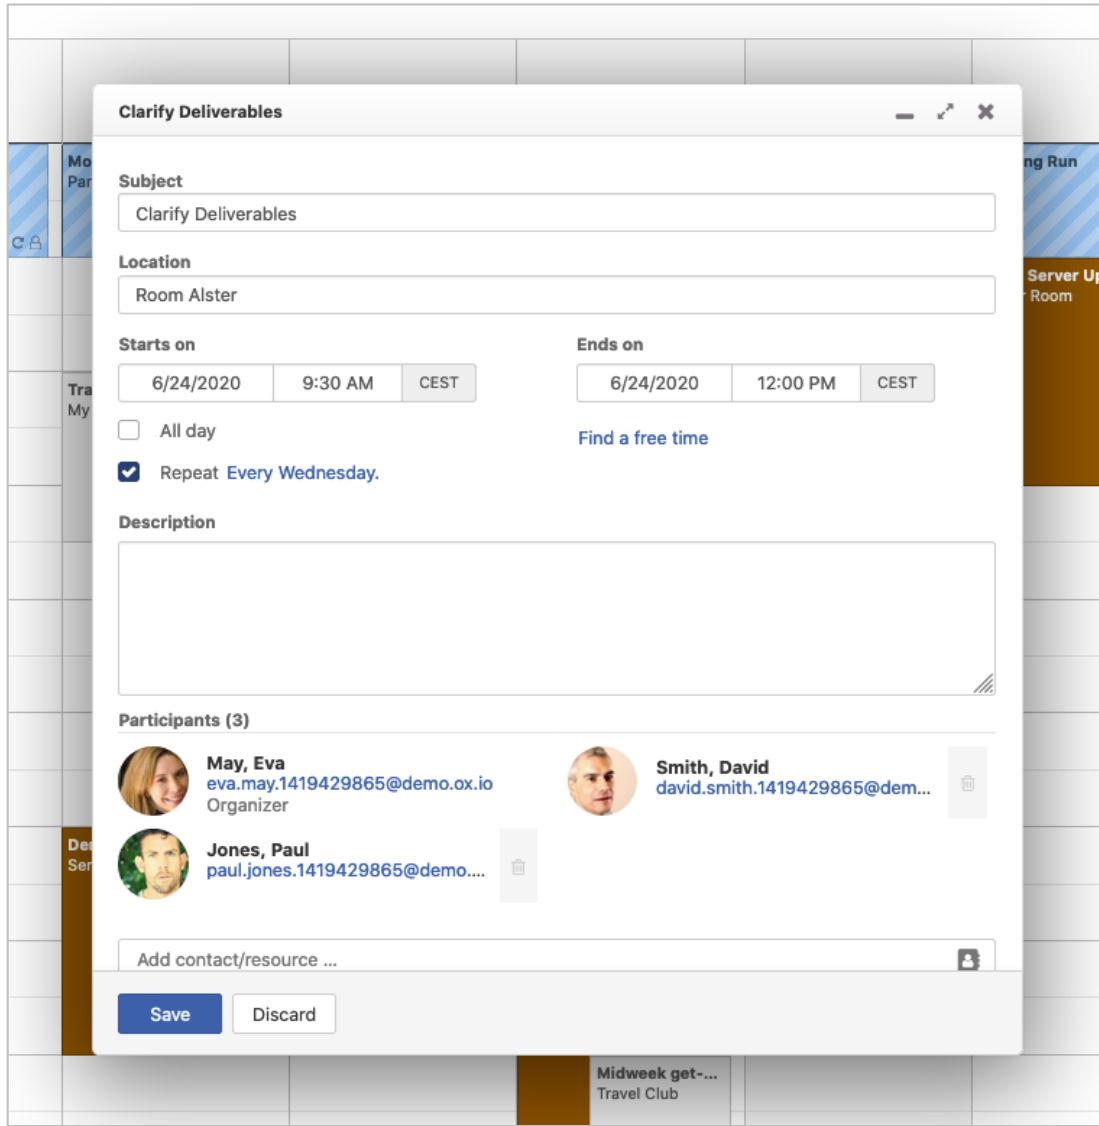 Clarify Deliverables
Subject
Clarify Deliverables
Location
Room Alster
Starts on
Ends on
6/24/2020 9:30 AM CEST
6/24/2020 12:00 PM CEST
All day
Find a free time
Repeat Every Wednesday.
Description
Participants (3)
May, Eva
eva.may.1419429865@demo.ox.io
Organizer
Smith, David
david.smith.1419429865@dem...
Jones, Paul
paul.jones.1419429865@demo....
Add contact/resource ...
Save
Discard
Mo
Par
Tra
My
De
Ser
ng Run
Server Up
Room
Midweek get-...
Travel Club